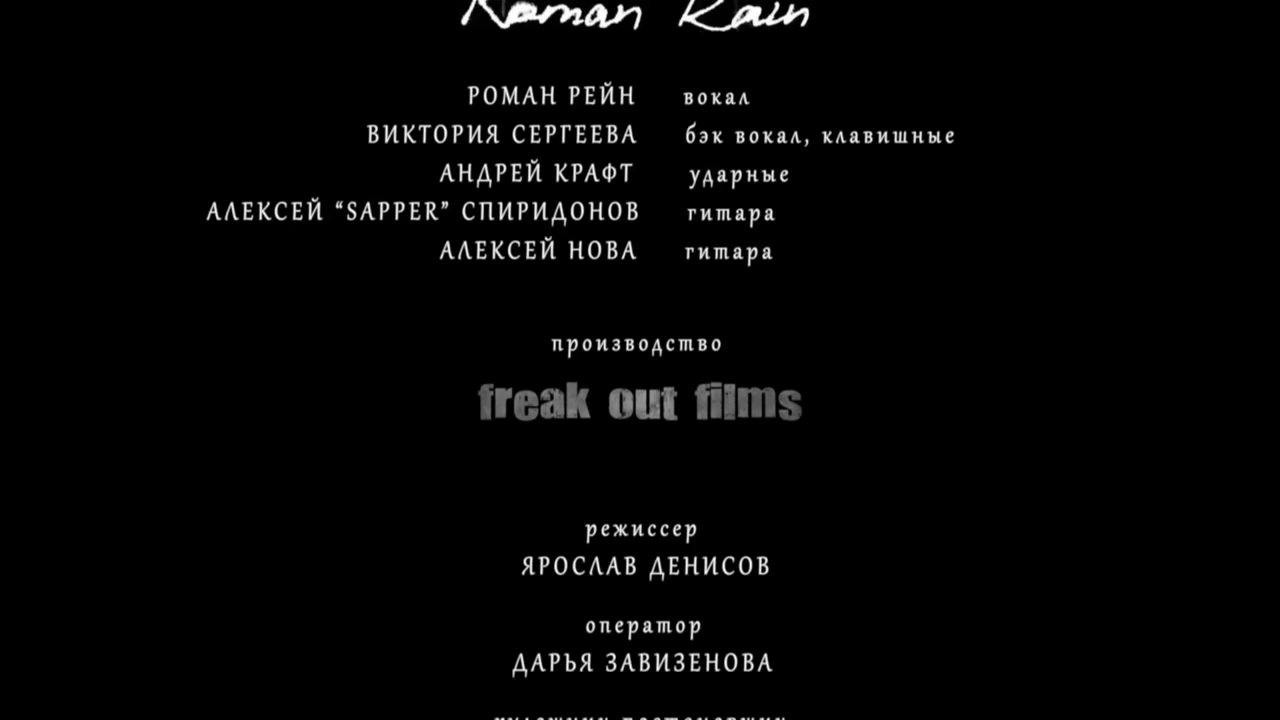 Roman Rain
РОМАН РЕЙН вокал
ВИКТОРИЯ СЕРГЕЕВА бэк вокал, клавишные
АНДРЕЙ КРАФТ ударные
АЛЕКСЕЙ “SAPPER” СПИРИДОНОВ гитара
АЛЕКСЕЙ НОВА гитара
производство
freak out films
режиссер
ЯРОСЛАВ ДЕНИСОВ
оператор
ДАРЬЯ ЗАВИЗЕНОВА